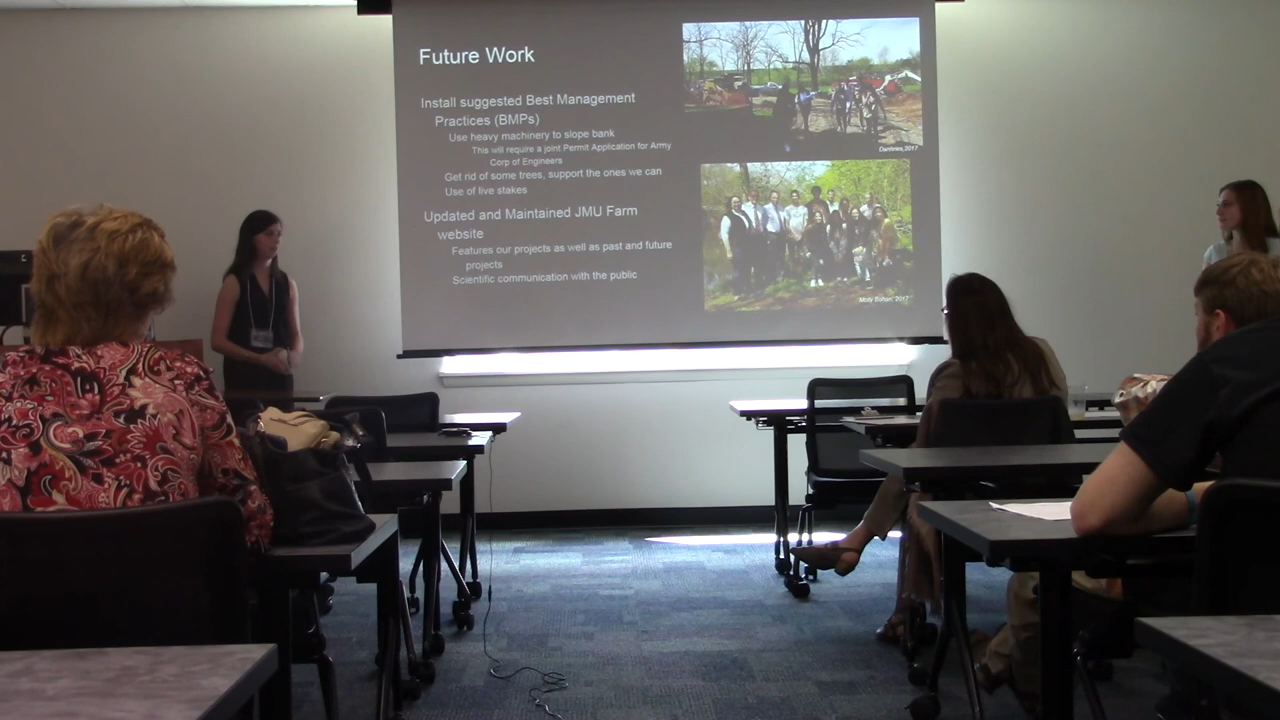 Future Work
Install suggested Best Management
Practices (BMPs)
Use heavy machinery to slope bank
This will require a joint Permit Application for Army
Corp of Engineers
Get rid of some trees, support the ones we can
Use of live stakes
Updated and Maintained JMU Farm
website
Features our projects as well as past and future
projects
Scientific communication with the public
2017
2017